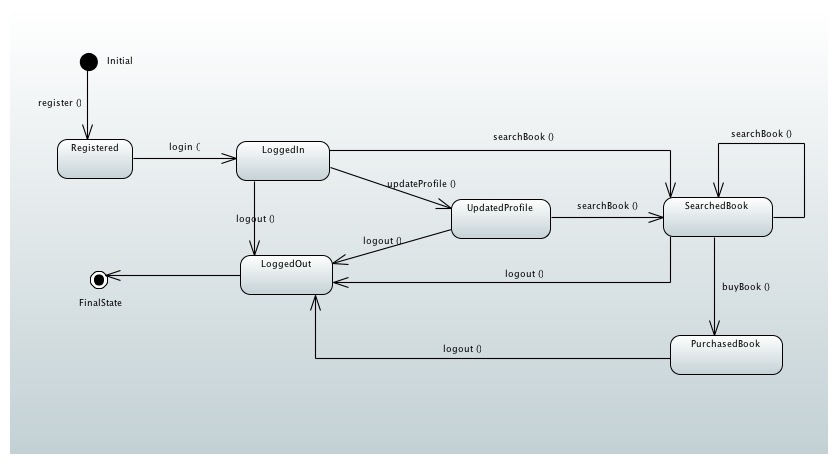 Initial
register ()
Registered
login (
LoggedIn
searchBook ()
searchBook ()
updateProfile ()
UpdatedProfile
searchBook ()
SearchedBook
logout ()
logout ()
LoggedOut
logout ()
FinalState
buyBook ()
PurchasedBook
logout ()